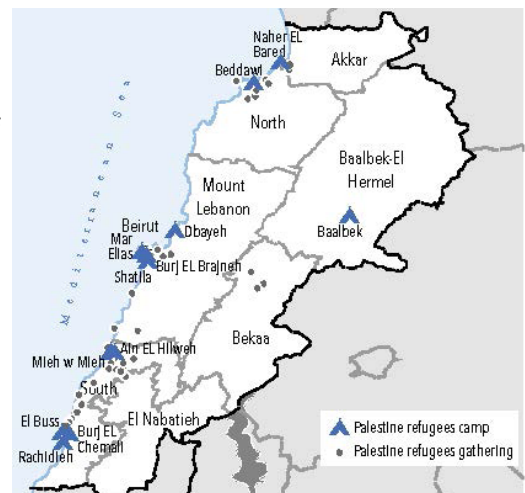 Naher EL
Bared
Akkar
Beddawi
North
Baalbek-El
Hermel
Mount
Lebanon
Mediterranean Sea
Beirut
Dbayeh
Baalbek
Mar
Elias
Burj EL Brajneh
Shatila
Bekaa
Ain EL Hilweh
Mieh w Mieh
South
El Buss
Burj EL
Chemali
El Nabatieh
Rachidieh
Palestine refugees camp
Palestine refugees gathering